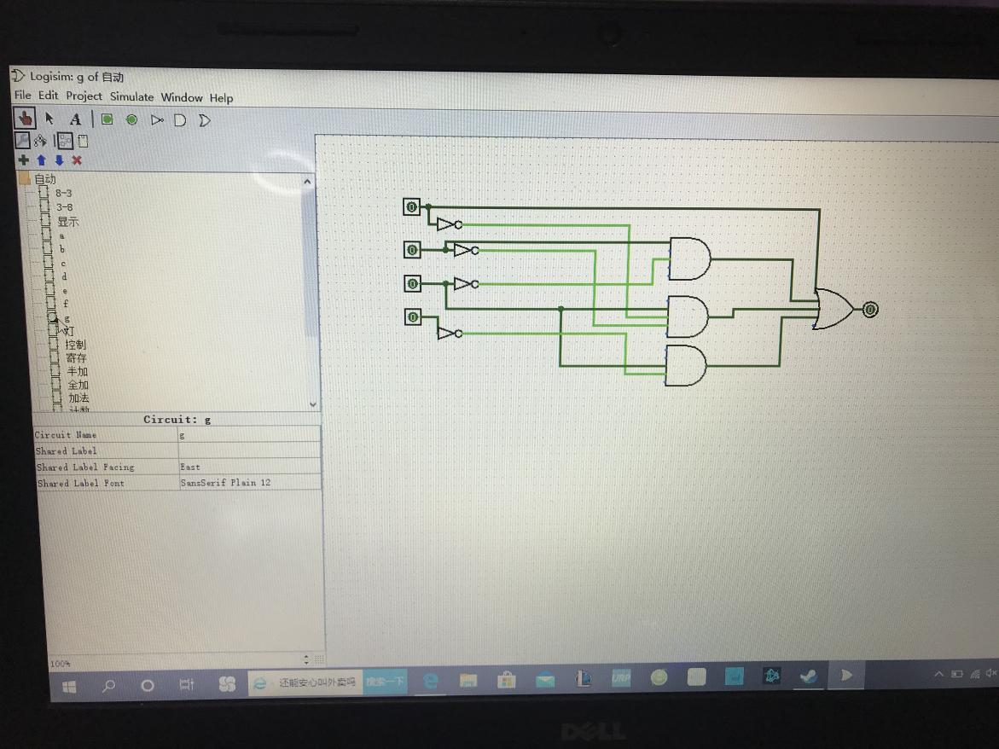 Logisim: g of 自动
File Edit Project Simulate Window Help
A
自动
8-3
3-8
显示
a
b
c
d
e
f
g
灯
控制
寄存
半加
全加
加法
计数
Circuit: g
Circuit Name g
Shared Label
Shared Label Facing East
Shared Label Font SansSerif Plain 12
0
0
0
0
0
100%
还能安心叫外卖吗 搜索一下
URP
DELL